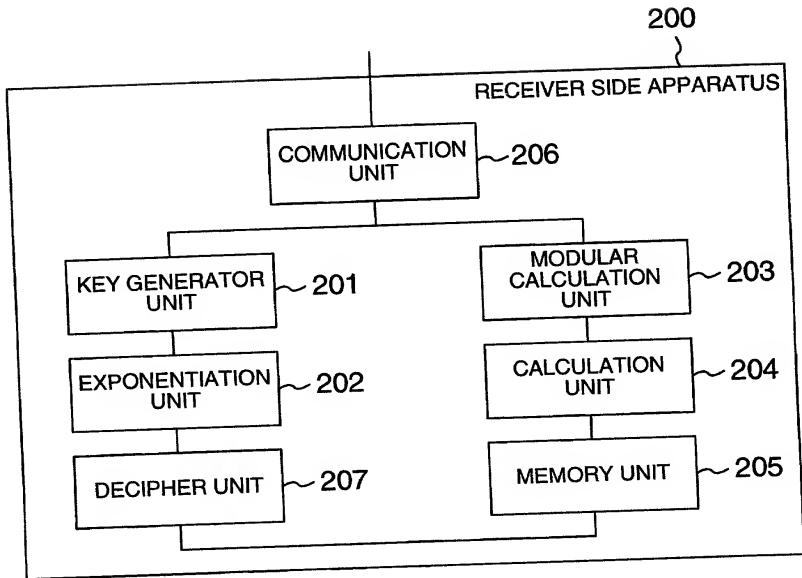 200
RECEIVER SIDE APPARATUS
COMMUNICATION
UNIT
206
KEY GENERATOR
UNIT
201
MODULAR
CALCULATION
UNIT
203
EXPONENTIATION
UNIT
202
CALCULATION
UNIT
204
DECIPHER UNIT
207
MEMORY UNIT
205